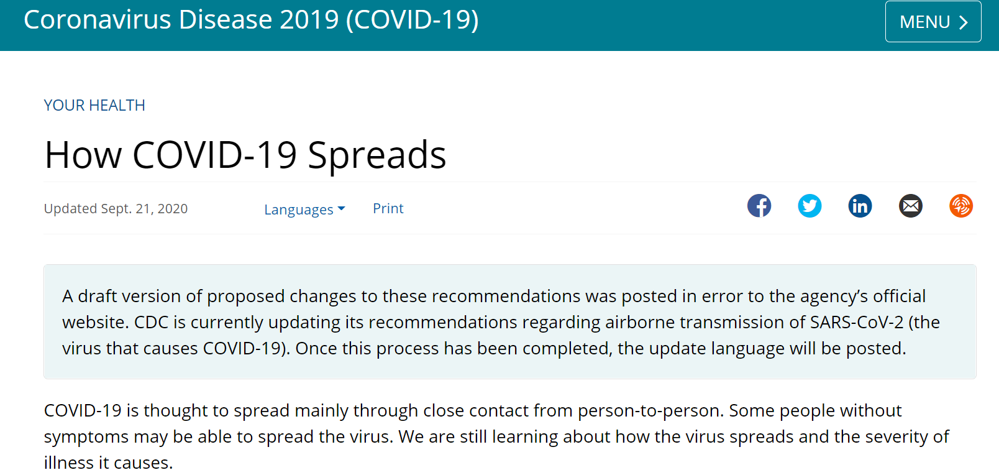 Coronavirus Disease 2019 (COVID-19)
MENU
YOUR HEALTH
How COVID-19 Spreads
Updated Sept. 21, 2020
Languages
Print
A draft version of proposed changes to these recommendations was posted in error to the agency’s official
website. CDC is currently updating its recommendations regarding airborne transmission of SARS-CoV-2 (the
virus that causes COVID-19). Once this process has been completed, the update language will be posted.
COVID-19 is thought to spread mainly through close contact from person-to-person. Some people without
symptoms may be able to spread the virus. We are still learning about how the virus spreads and the severity of
illness it causes.